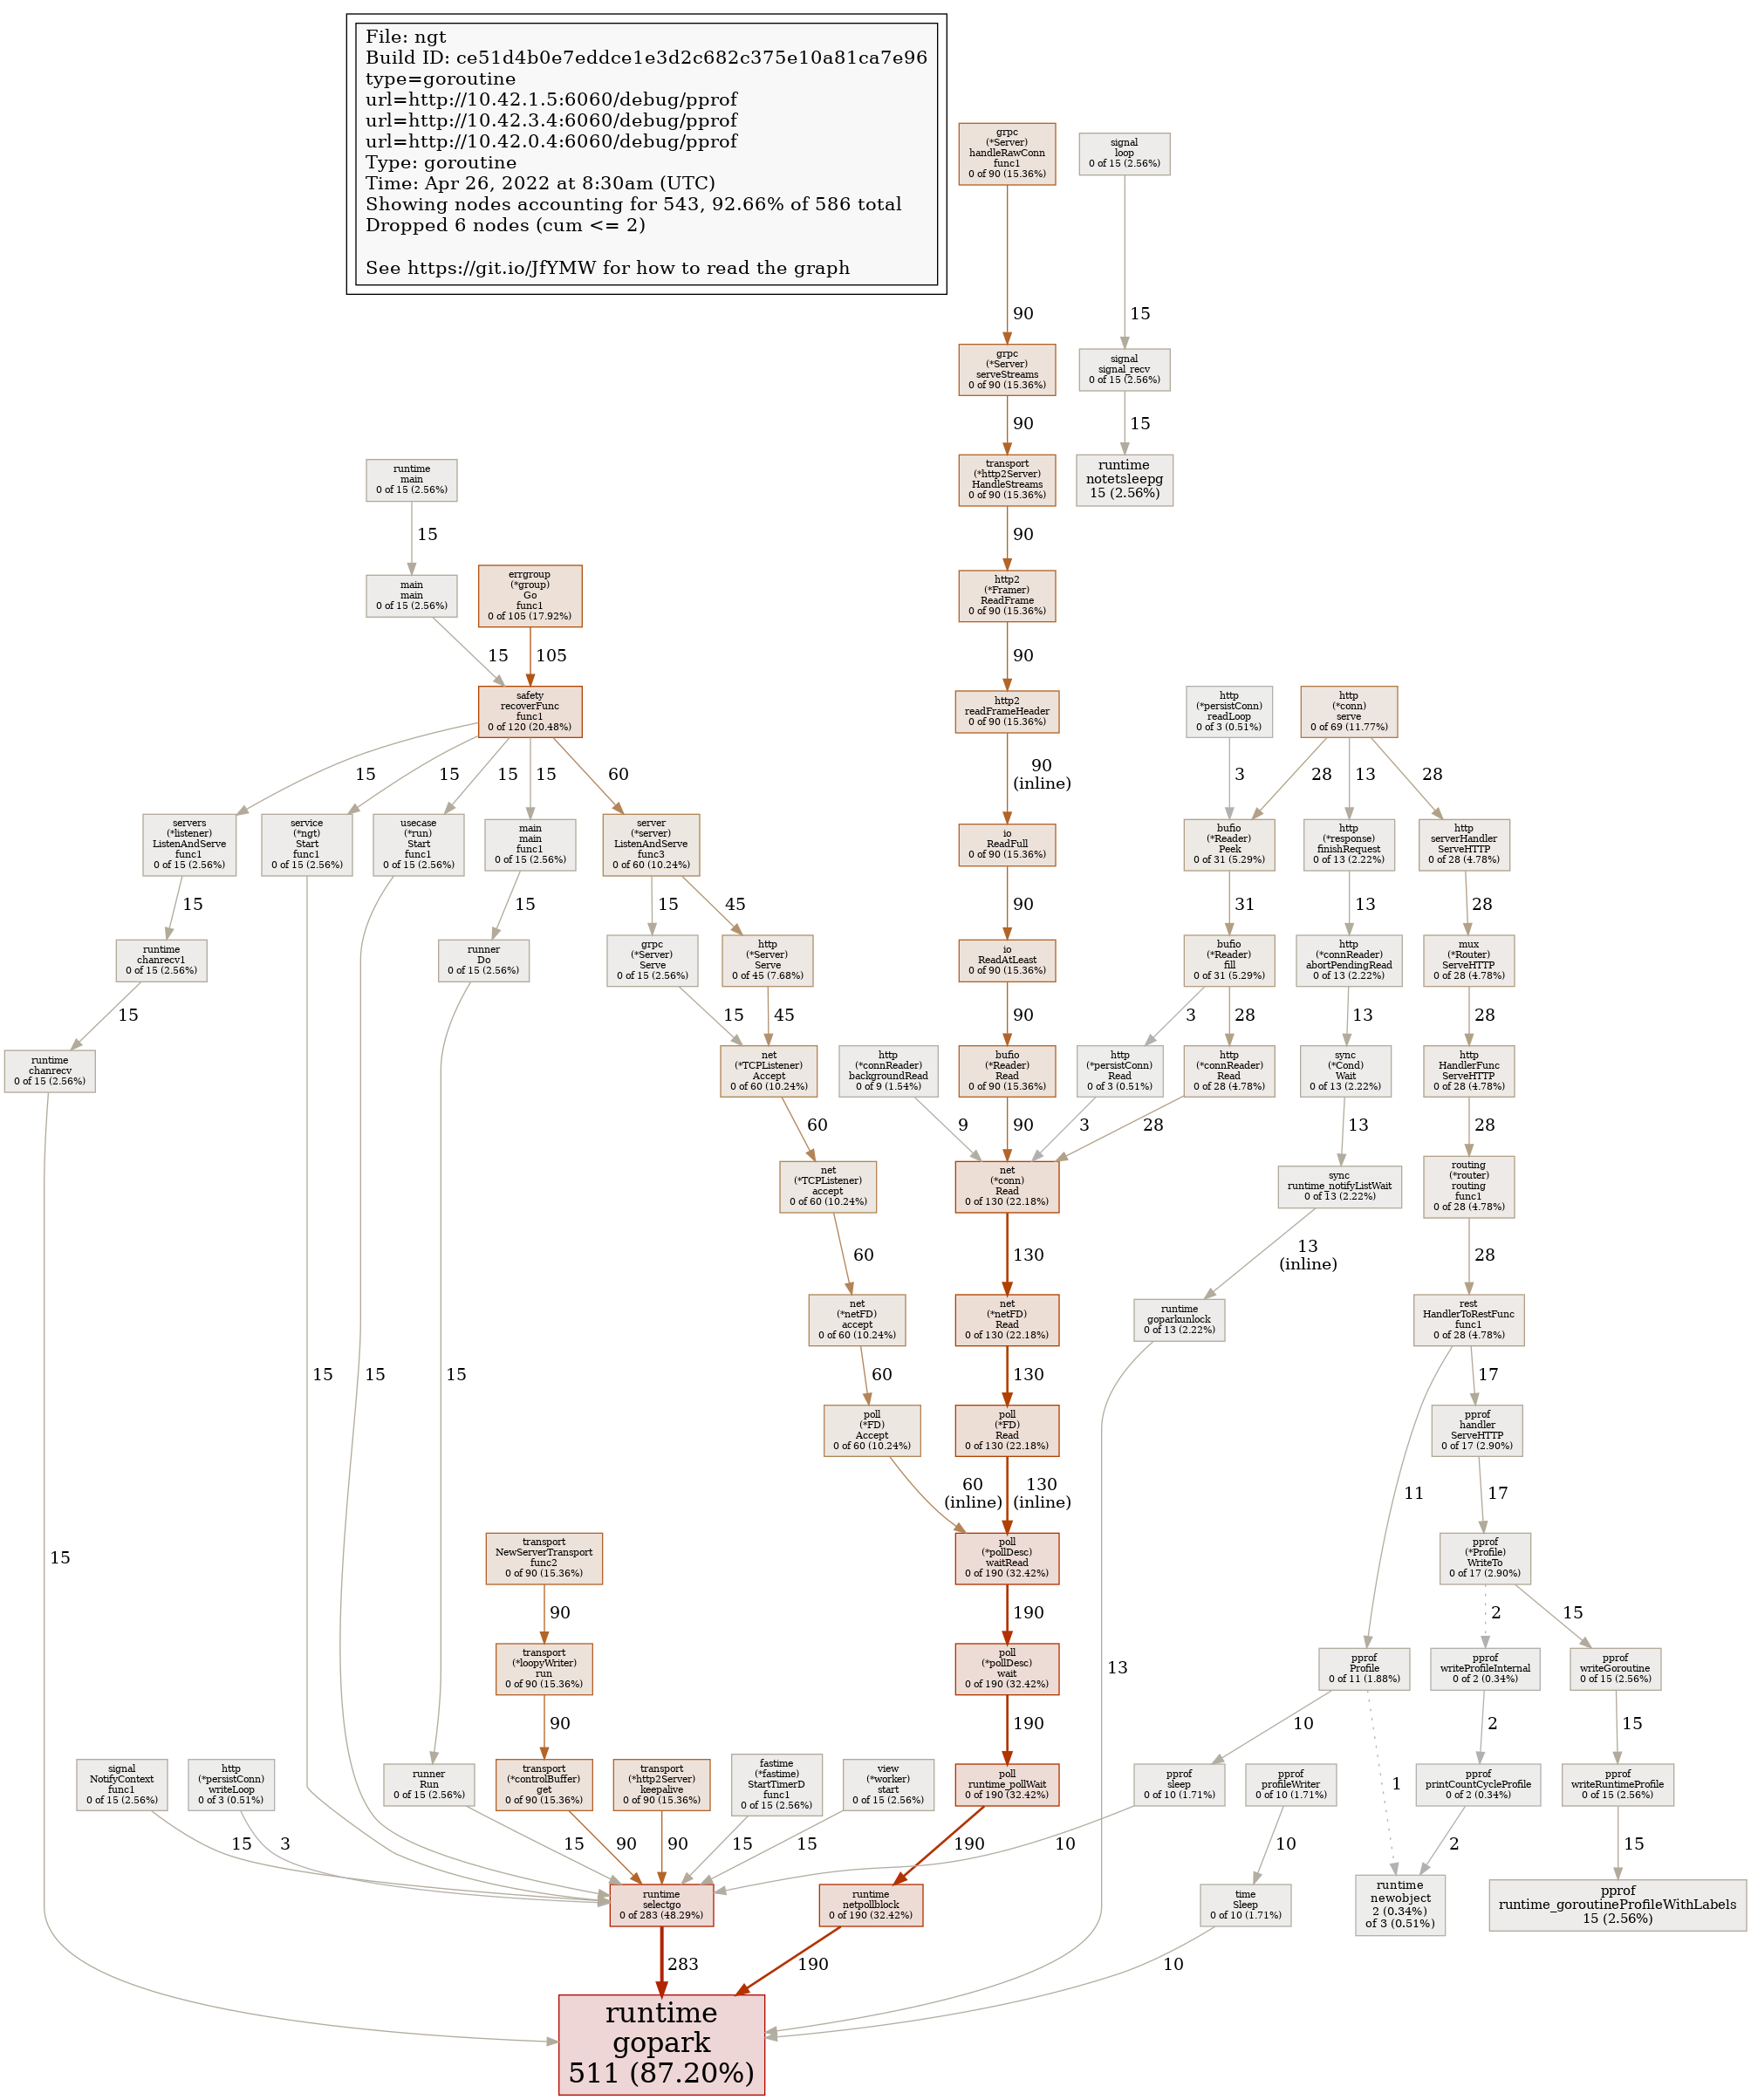 File: ngt
Build ID: ce51d4b0e7eddce1e3d2c682c375e10a81ca7e96
type=goroutine
url=http://10.42.1.5:6060/debug/pprof
url=http://10.42.3.4:6060/debug/pprof
url=http://10.42.0.4:6060/debug/pprof
Type: goroutine
Time: Apr 26, 2022 at 8:30am (UTC)
Showing nodes accounting for 543, 92.66% of 586 total
Dropped 6 nodes (cum <= 2)
See https://git.io/JfYMW for how to read the graph
grpc
(*Server)
handleRawConn
func1
0 of 90 (15.36%)
signal
loop
0 of 15 (2.56%)
90
15
grpc
(*Server)
serveStreams
0 of 90 (15.36%)
signal
signal_recv
0 of 15 (2.56%)
90
15
runtime
main
0 of 15 (2.56%)
transport
(*http2Server)
HandleStreams
0 of 90 (15.36%)
runtime
notetsleepg
15 (2.56%)
15
90
main
main
0 of 15 (2.56%)
errgroup
(*group)
Go
func1
0 of 105 (17.92%)
http2
(*Framer)
ReadFrame
0 of 90 (15.36%)
15
105
90
safety
recoverFunc
func1
0 of 120 (20.48%)
http2
readFrameHeader
0 of 90 (15.36%)
http
(*persistConn)
readLoop
0 of 3 (0.51%)
http
(*conn)
serve
0 of 69 (11.77%)
15
15
15
15
60
90
(inline)
3
28
13
28
servers
(*listener)
ListenAndServe
func1
0 of 15 (2.56%)
service
(*ngt)
Start
func1
0 of 15 (2.56%)
usecase
(*run)
Start
func1
0 of 15 (2.56%)
main
main
func1
0 of 15 (2.56%)
server
(*server)
ListenAndServe
func3
0 of 60 (10.24%)
io
ReadFull
0 of 90 (15.36%)
bufio
(*Reader)
Peek
0 of 31 (5.29%)
http
(*response)
finishRequest
0 of 13 (2.22%)
http
serverHandler
ServeHTTP
0 of 28 (4.78%)
15
15
15
45
90
31
13
28
runtime
chanrecv1
0 of 15 (2.56%)
runner
Do
0 of 15 (2.56%)
grpc
(*Server)
Serve
0 of 15 (2.56%)
http
(*Server)
Serve
0 of 45 (7.68%)
io
ReadAtLeast
0 of 90 (15.36%)
bufio
(*Reader)
fill
0 of 31 (5.29%)
http
(*connReader)
abortPendingRead
0 of 13 (2.22%)
mux
(*Router)
ServeHTTP
0 of 28 (4.78%)
15
15
45
90
3
28
13
28
runtime
chanrecv
0 of 15 (2.56%)
net
(*TCPListener)
Accept
0 of 60 (10.24%)
http
(*connReader)
backgroundRead
0 of 9 (1.54%)
bufio
(*Reader)
Read
0 of 90 (15.36%)
http
(*persistConn)
Read
0 of 3 (0.51%)
http
(*connReader)
Read
0 of 28 (4.78%)
sync
(*Cond)
Wait
0 of 13 (2.22%)
http
HandlerFunc
ServeHTTP
0 of 28 (4.78%)
60
9
90
3
28
13
28
net
(*TCPListener)
accept
0 of 60 (10.24%)
net
(*conn)
Read
0 of 130 (22.18%)
sync
runtime_notifyListWait
0 of 13 (2.22%)
routing
(*router)
routing
func1
0 of 28 (4.78%)
60
130
13
(inline)
28
net
(*netFD)
accept
0 of 60 (10.24%)
net
(*netFD)
Read
0 of 130 (22.18%)
runtime
goparkunlock
0 of 13 (2.22%)
rest
HandlerToRestFunc
func1
0 of 28 (4.78%)
15
15
15
60
130
17
poll
(*FD)
Accept
0 of 60 (10.24%)
poll
(*FD)
Read
0 of 130 (22.18%)
pprof
handler
ServeHTTP
0 of 17 (2.90%)
60
(inline)
130
(inline)
11
17
15
transport
NewServerTransport
func2
0 of 90 (15.36%)
poll
(*pollDesc)
waitRead
0 of 190 (32.42%)
pprof
(*Profile)
WriteTo
0 of 17 (2.90%)
90
190
2
15
transport
(*loopyWriter)
run
0 of 90 (15.36%)
poll
(*pollDesc)
wait
0 of 190 (32.42%)
13
pprof
Profile
0 of 11 (1.88%)
pprof
writeProfileInternal
0 of 2 (0.34%)
pprof
writeGoroutine
0 of 15 (2.56%)
90
190
10
2
15
signal
NotifyContext
func1
0 of 15 (2.56%)
http
(*persistConn)
writeLoop
0 of 3 (0.51%)
runner
Run
0 of 15 (2.56%)
transport
(*controlBuffer)
get
0 of 90 (15.36%)
transport
(*http2Server)
keepalive
0 of 90 (15.36%)
fastime
(*fastime)
StartTimerD
func1
0 of 15 (2.56%)
view
(*worker)
start
0 of 15 (2.56%)
poll
runtime_pollWait
0 of 190 (32.42%)
pprof
sleep
0 of 10 (1.71%)
pprof
profileWriter
0 of 10 (1.71%)
1
pprof
printCountCycleProfile
0 of 2 (0.34%)
pprof
writeRuntimeProfile
0 of 15 (2.56%)
15
3
15
90
90
15
15
190
10
10
2
15
runtime
selectgo
0 of 283 (48.29%)
runtime
netpollblock
0 of 190 (32.42%)
time
Sleep
0 of 10 (1.71%)
runtime
newobject
2 (0.34%)
of 3 (0.51%)
pprof
runtime_goroutineProfileWithLabels
15 (2.56%)
283
190
10
runtime
gopark
511 (87.20%)